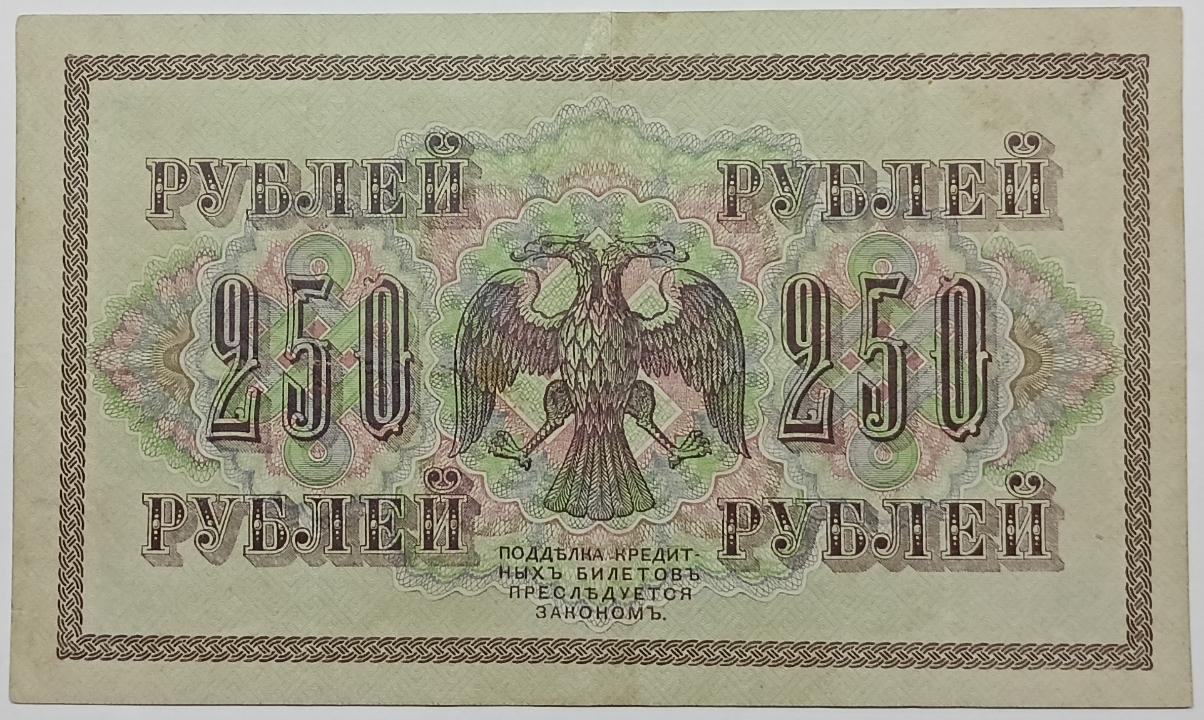 РУБЛЕЙ РУБЛЕЙ
250 250
РУБЛЕЙ РУБЛЕЙ
ПОДДѢЛКА КРЕДИТ-
НЫХЪ БИЛЕТОВЪ
ПРЕСЛѢДУЕТСЯ
ЗАКОНОМЪ.